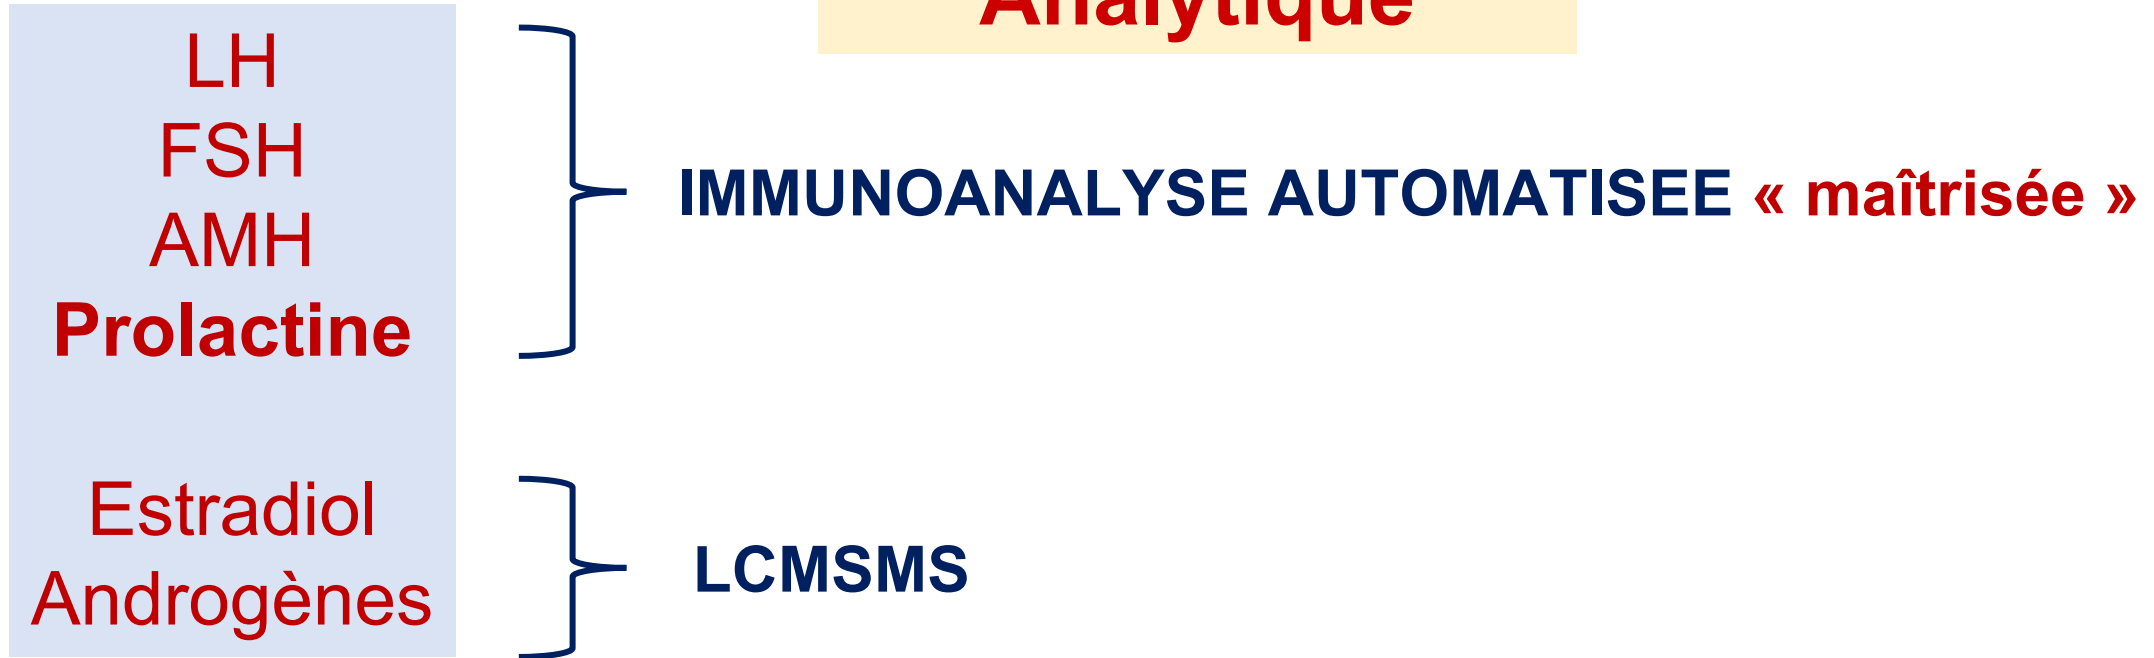 Analytique
LH
FSH
AMH
Prolactine
IMMUNOANALYSE AUTOMATISEE « maîtrisée »
Estradiol
Androgènes
LCMSMS